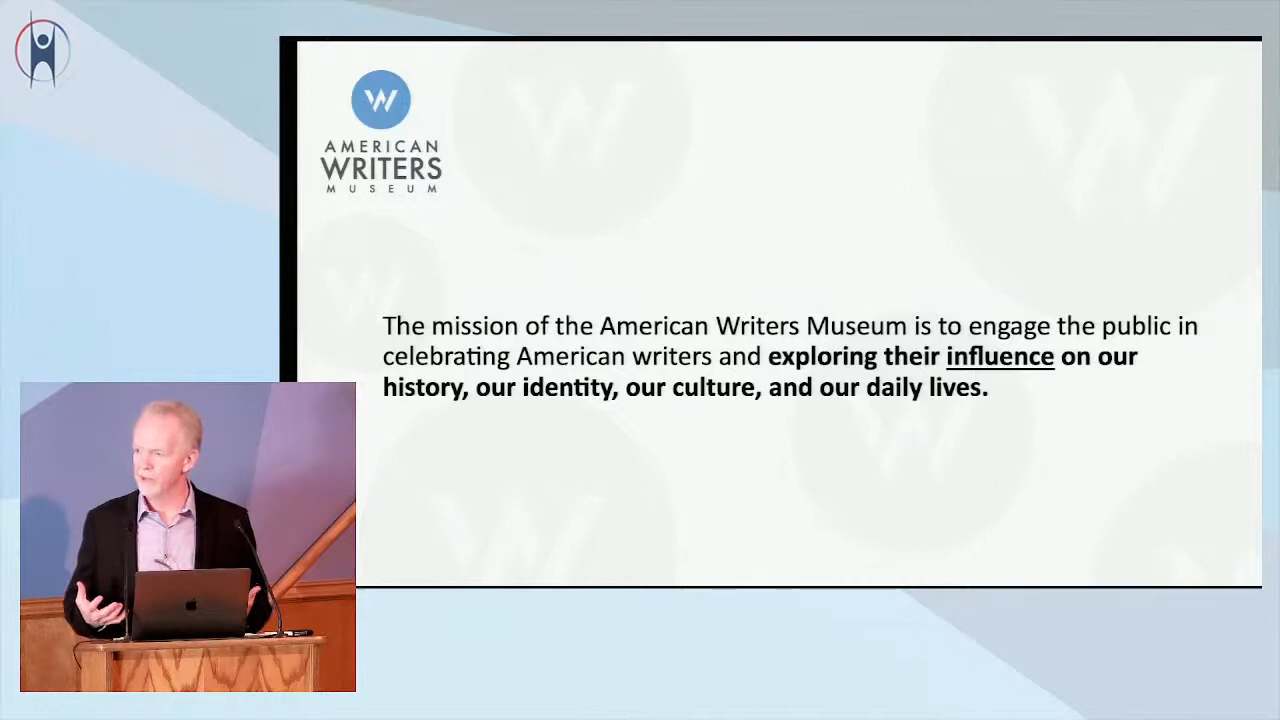 AMERICAN
WRITERS
MUSEUM
The mission of the American Writers Museum is to engage the public in
celebrating American writers and exploring their influence on our
history, our identity, our culture, and our daily lives.